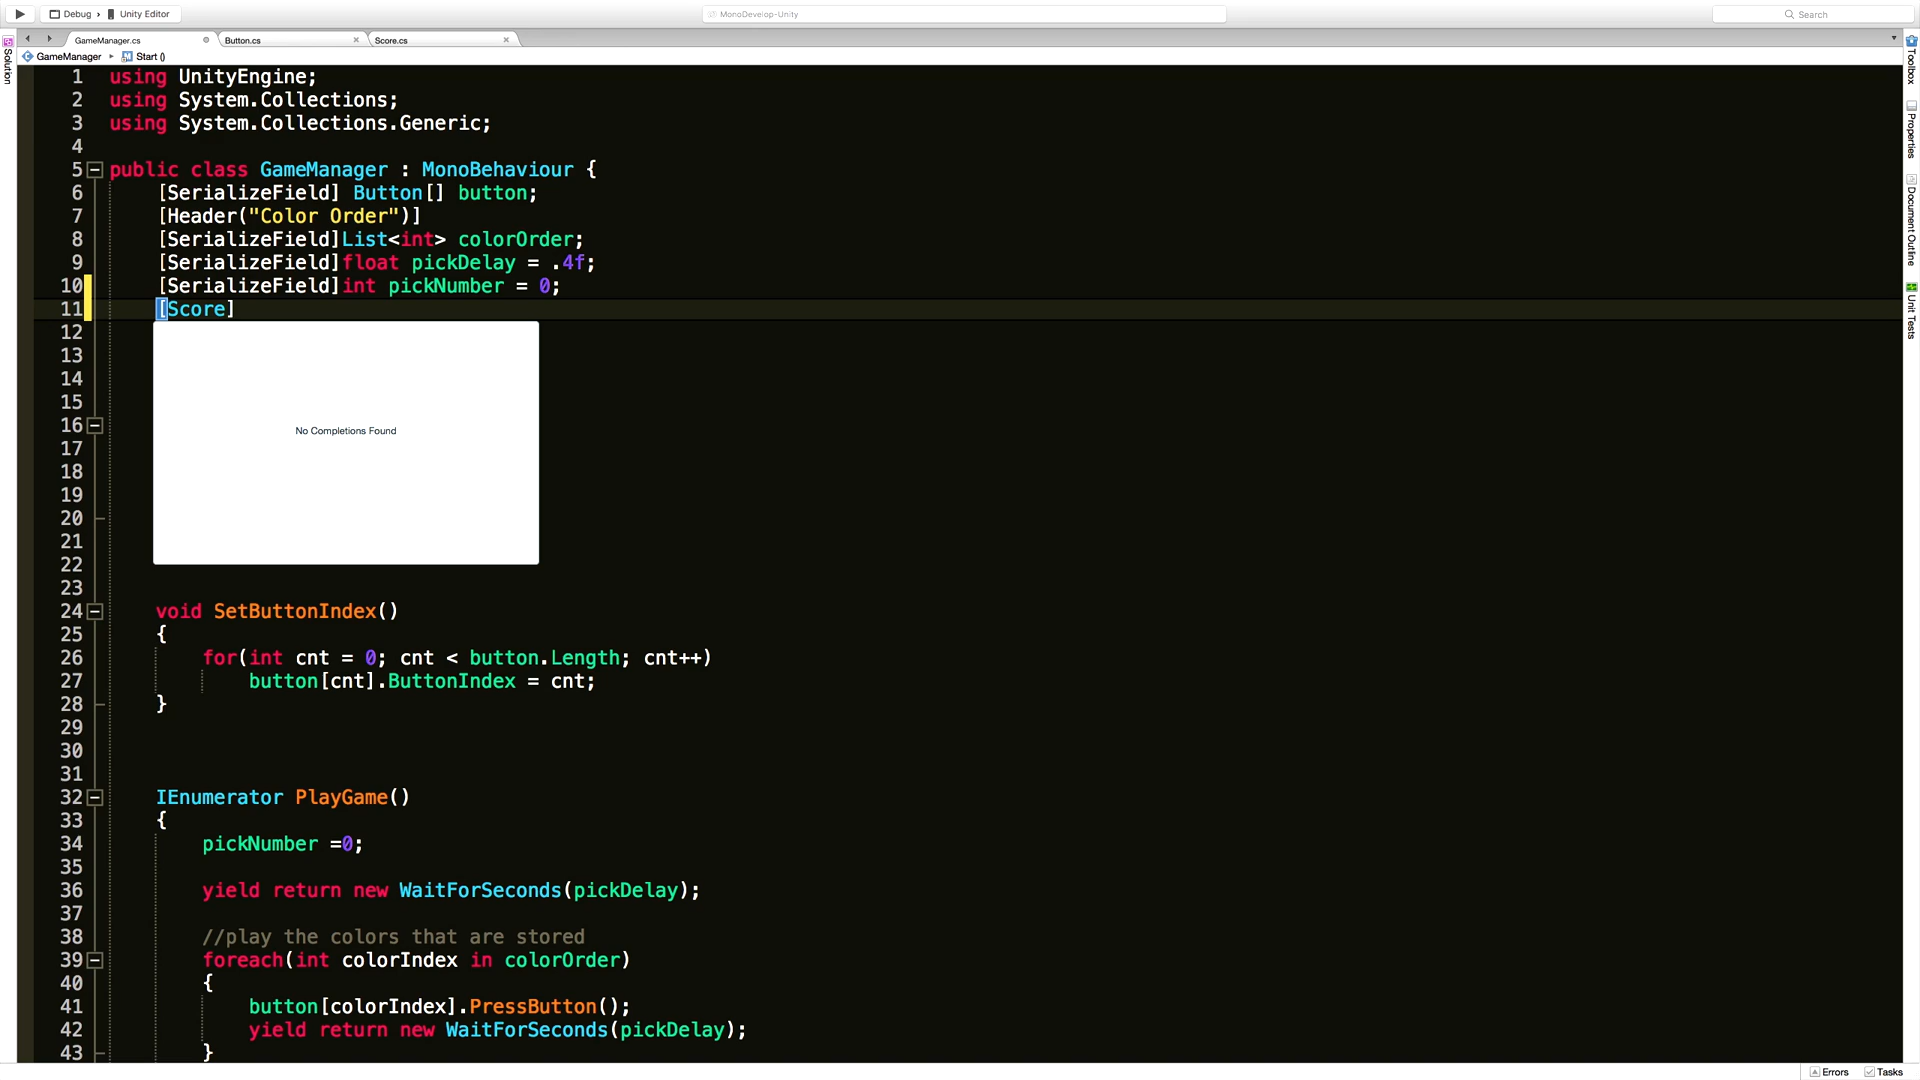 Debug › Unity Editor
MonoDevelop-Unity
Search
GameManager.cs
Button.cs
Score.cs
GameManager ▸ Start ()
Solution
Toolbox
Properties
Document Outline
Unit Tests
1 using UnityEngine;
2 using System.Collections;
3 using System.Collections.Generic;
4
5 public class GameManager : MonoBehaviour {
6 [SerializeField] Button[] button;
7 [Header("Color Order")]
8 [SerializeField]List<int> colorOrder;
9 [SerializeField]float pickDelay = .4f;
10 [SerializeField]int pickNumber = 0;
11 [Score]
12
13
14
15
16
17
18
19
20
21
22
23
No Completions Found
24 void SetButtonIndex()
25 {
26 for(int cnt = 0; cnt < button.Length; cnt++)
27 button[cnt].ButtonIndex = cnt;
28 }
29
30
31
32 IEnumerator PlayGame()
33 {
34 pickNumber =0;
35
36 yield return new WaitForSeconds(pickDelay);
37
38 //play the colors that are stored
39 foreach(int colorIndex in colorOrder)
40 {
41 button[colorIndex].PressButton();
42 yield return new WaitForSeconds(pickDelay);
43 }
Errors
Tasks